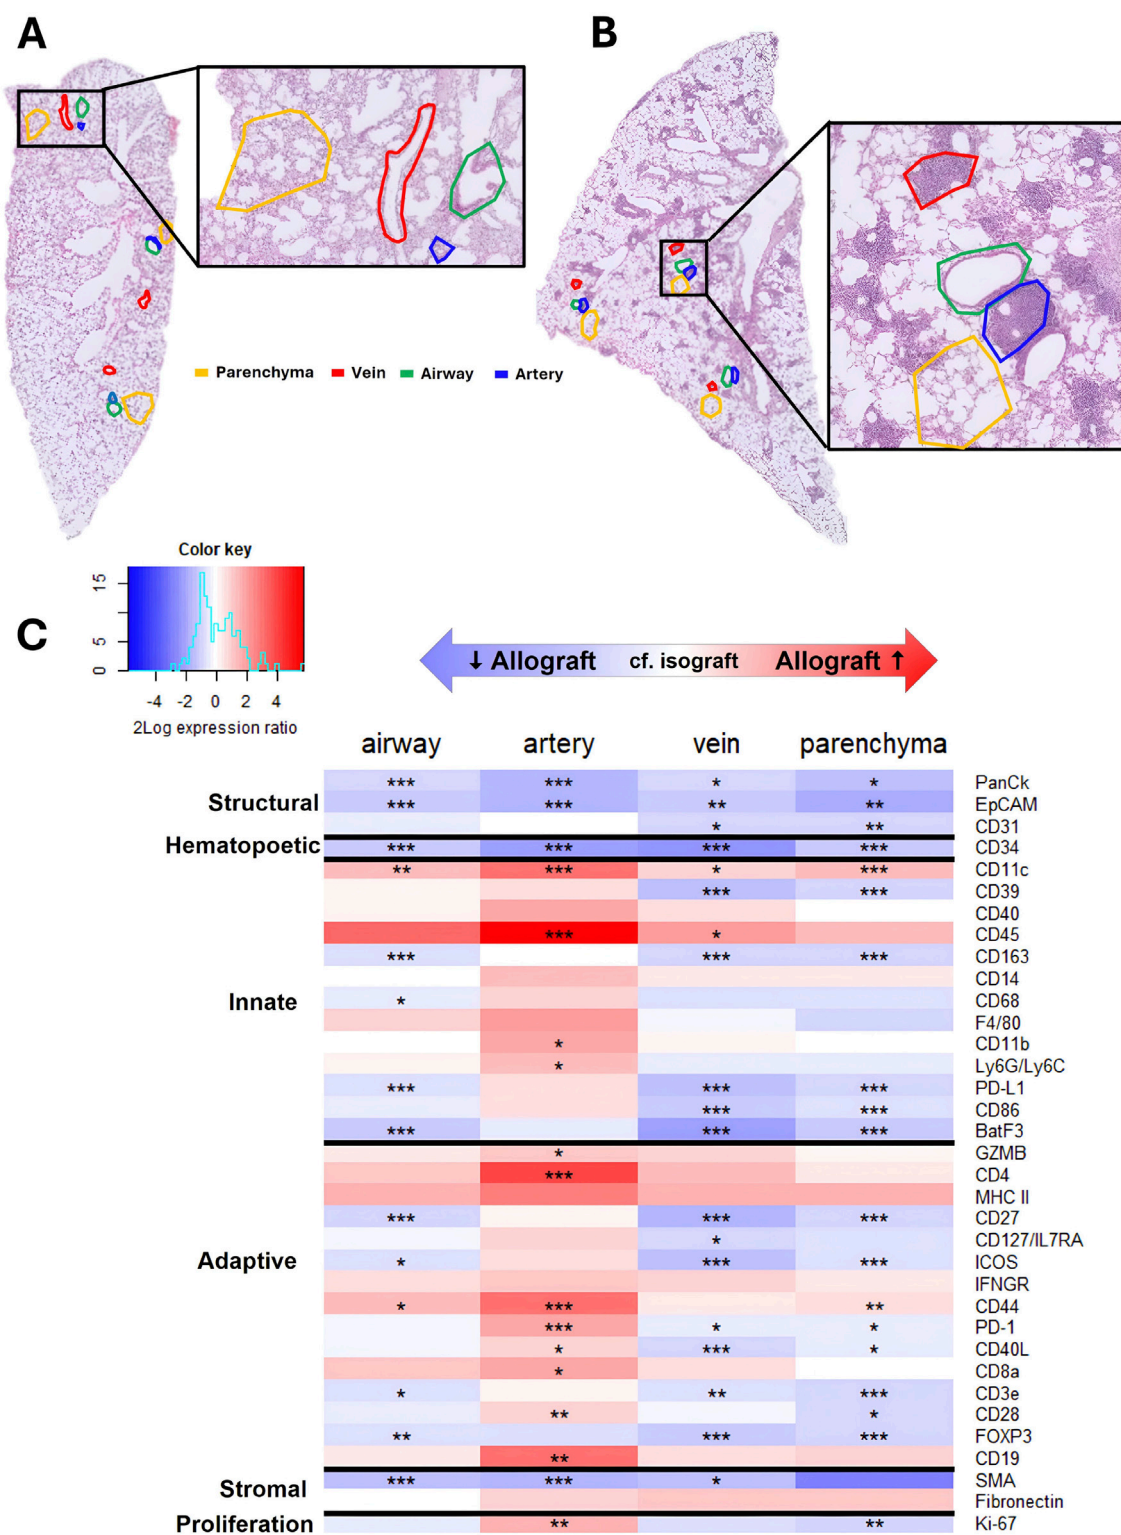 A
B
Parenchyma Vein Airway Artery
Color key
15
5
0
-4 -2 0 2 4
2Log expression ratio
C
↓ Allograft cf. isograft Allograft ↑
airway artery vein parenchyma
Structural
*** *** * * PanCk
*** *** ** ** EpCAM
* ** CD31
Hematopoetic
*** *** *** *** CD34
Innate
** *** * *** CD11c
*** *** CD39
CD40
*** * CD45
*** *** *** CD163
CD14
* CD68
F4/80
* CD11b
* Ly6G/Ly6C
*** *** *** PD-L1
*** *** CD86
*** *** *** BatF3
Adaptive
* GZMB
*** CD4
MHC II
*** *** *** CD27
* CD127/IL7RA
* *** *** ICOS
IFNGR
* *** ** CD44
*** * * PD-1
* *** * CD40L
* CD8a
* ** *** CD3e
** * CD28
** *** *** FOXP3
** CD19
Stromal
*** *** * SMA
Fibronectin
Proliferation
** ** Ki-67